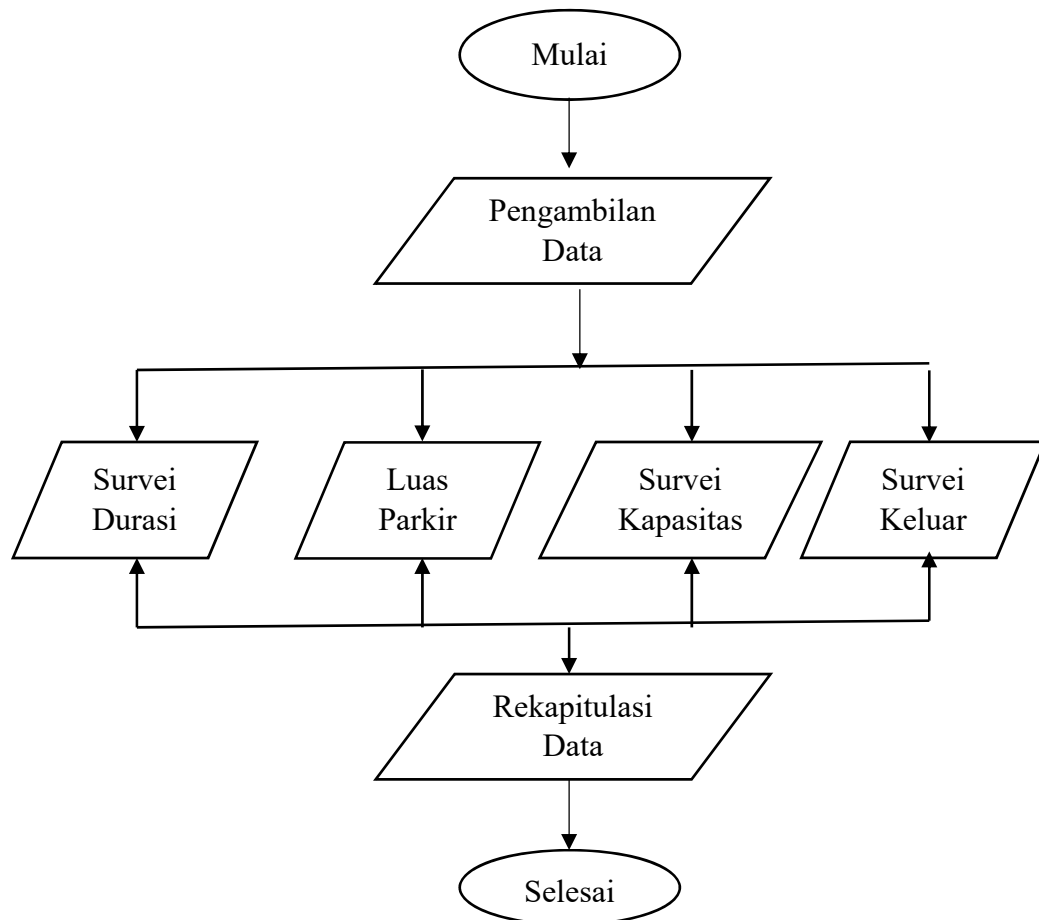 Mulai
Pengambilan
Data
Survei
Durasi
Luas
Parkir
Survei
Kapasitas
Survei
Keluar
Rekapitulasi
Data
Selesai